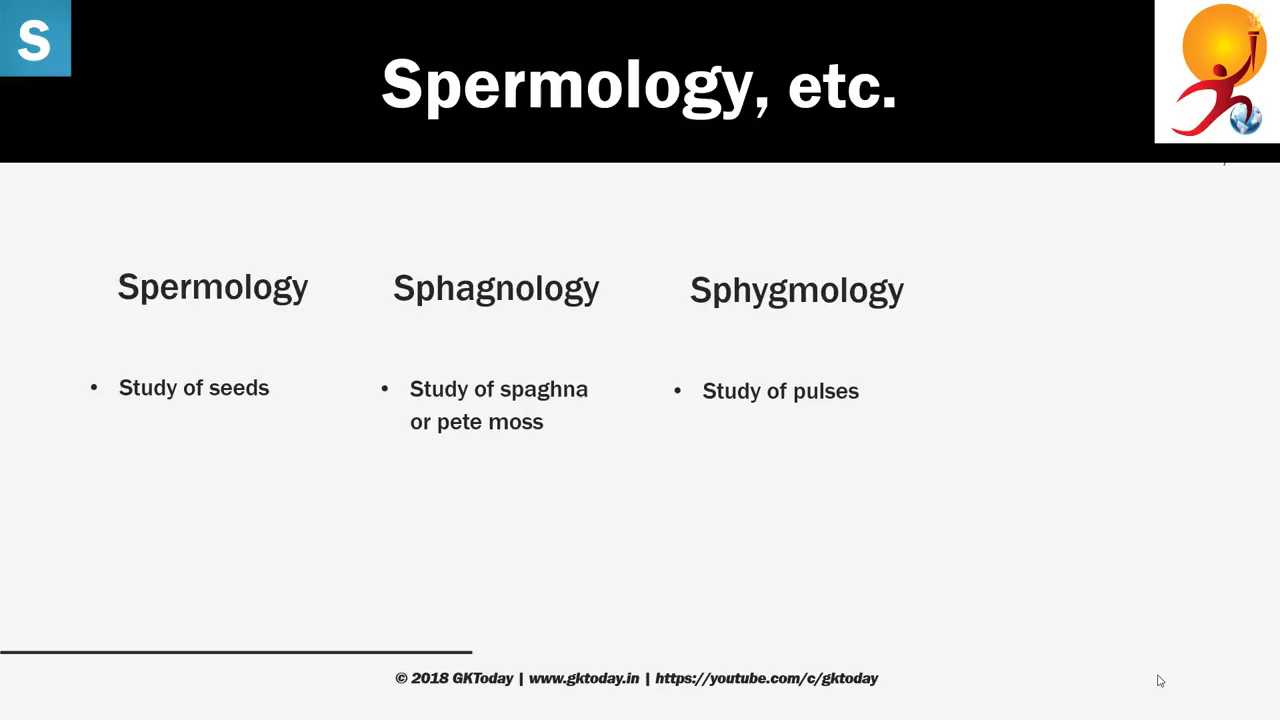 S
Spermology, etc.
Spermology
Sphagnology
Sphygmology
• Study of seeds
• Study of spaghna
or pete moss
• Study of pulses
© 2018 GKToday | www.gktoday.in | https://youtube.com/c/gktoday